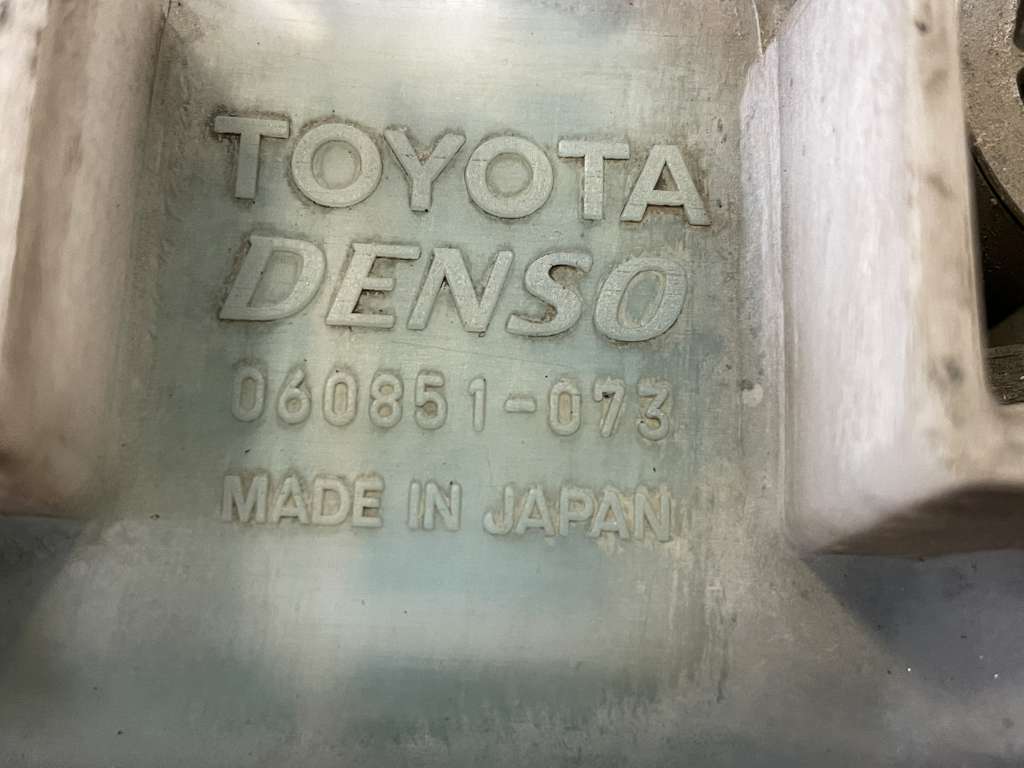 TOYOTA
DENSO
060851-073
MADE IN JAPAN